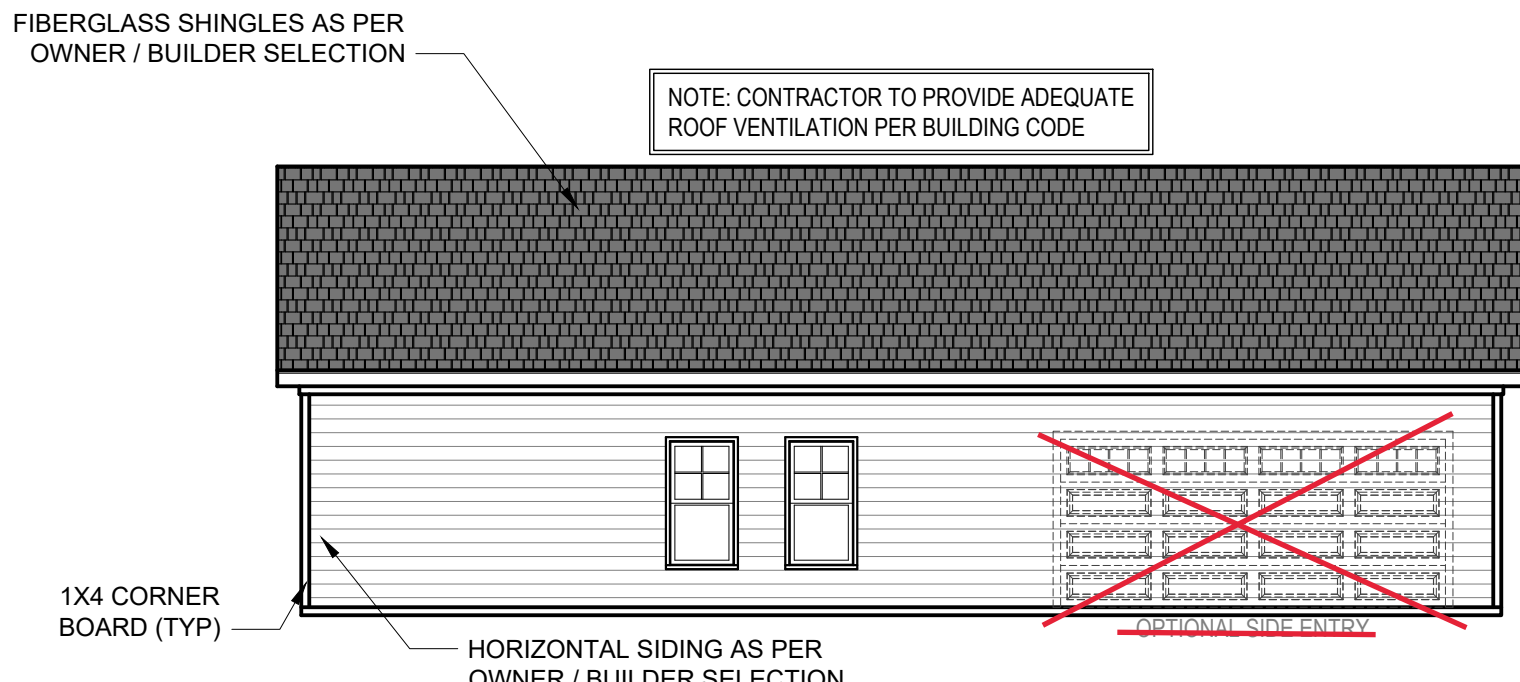 FIBERGLASS SHINGLES AS PER
OWNER / BUILDER SELECTION
NOTE: CONTRACTOR TO PROVIDE ADEQUATE
ROOF VENTILATION PER BUILDING CODE
1X4 CORNER
BOARD (TYP)
OPTIONAL SIDE ENTRY
HORIZONTAL SIDING AS PER
OWNER / BUILDER SELECTION